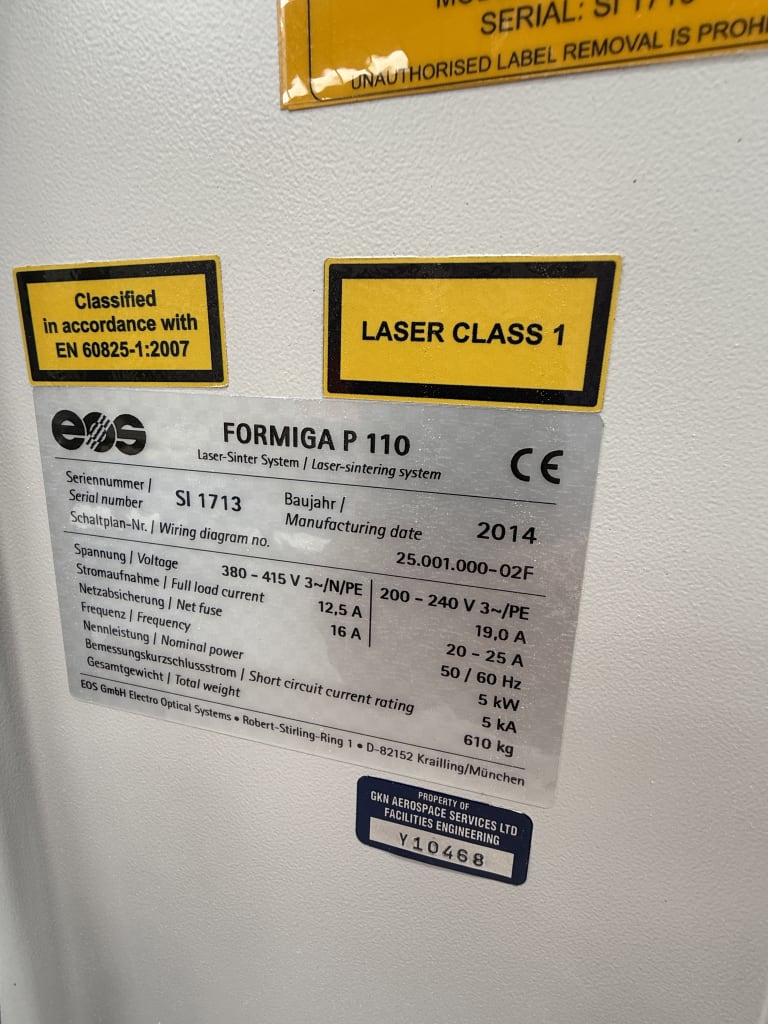 SERIAL: SI 1713
UNAUTHORISED LABEL REMOVAL IS
Classified
in accordance with
EN 60825-1:2007
LASER CLASS 1
eos
FORMIGA P 110
Laser-Sinter System / Laser-sintering system
CE
Seriennummer |
Serial number SI 1713
Baujahr |
Manufacturing date 2014
Schaltplan-Nr. | Wiring diagram no. 25.001.000-02F
Spannung | Voltage 380 - 415 V 3~/N/PE 200 - 240 V 3~/PE
Stromaufnahme | Full load current 12,5 A 19,0 A
Netzabsicherung | Net fuse 16 A 20 - 25 A
Frequenz | Frequency 50 / 60 Hz
Nennleistung | Nominal power 5 kW
Bemessungskurzschlussstrom | Short circuit current rating 5 kA
Gesamtgewicht | Total weight 610 kg
EOS GmbH Electro Optical Systems • Robert-Stirling-Ring 1 • D-82152 Krailling/München
PROPERTY OF
GKN AEROSPACE SERVICES LTD
FACILITIES ENGINEERING
Y10468